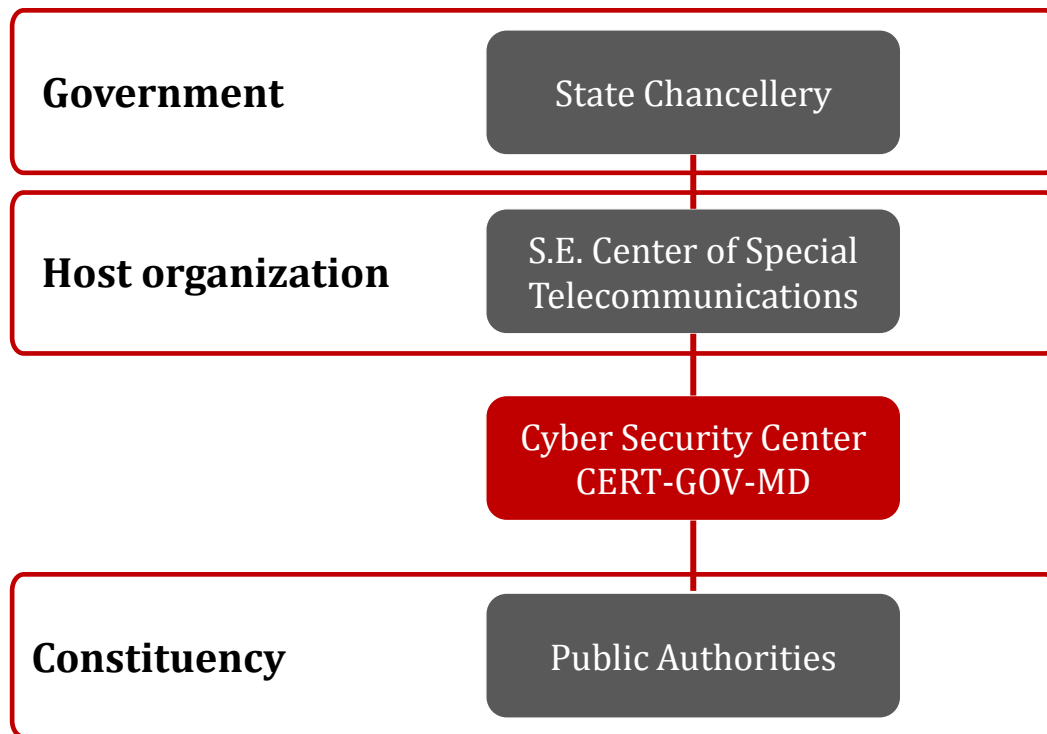 Government
State Chancellery
Host organization
S.E. Center of Special
Telecommunications
Cyber Security Center
CERT-GOV-MD
Constituency
Public Authorities